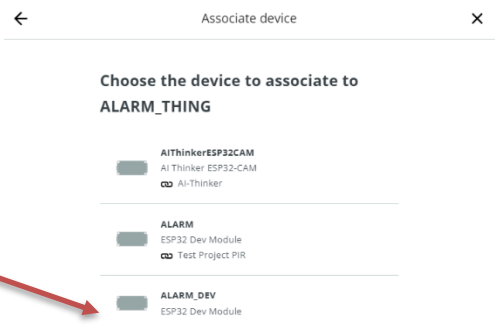 Associate device
Choose the device to associate to
ALARM_THING
AIThinkerESP32CAM
AI Thinker ESP32-CAM
Ai-Thinker
ALARM
ESP32 Dev Module
Test Project PIR
ALARM_DEV
ESP32 Dev Module